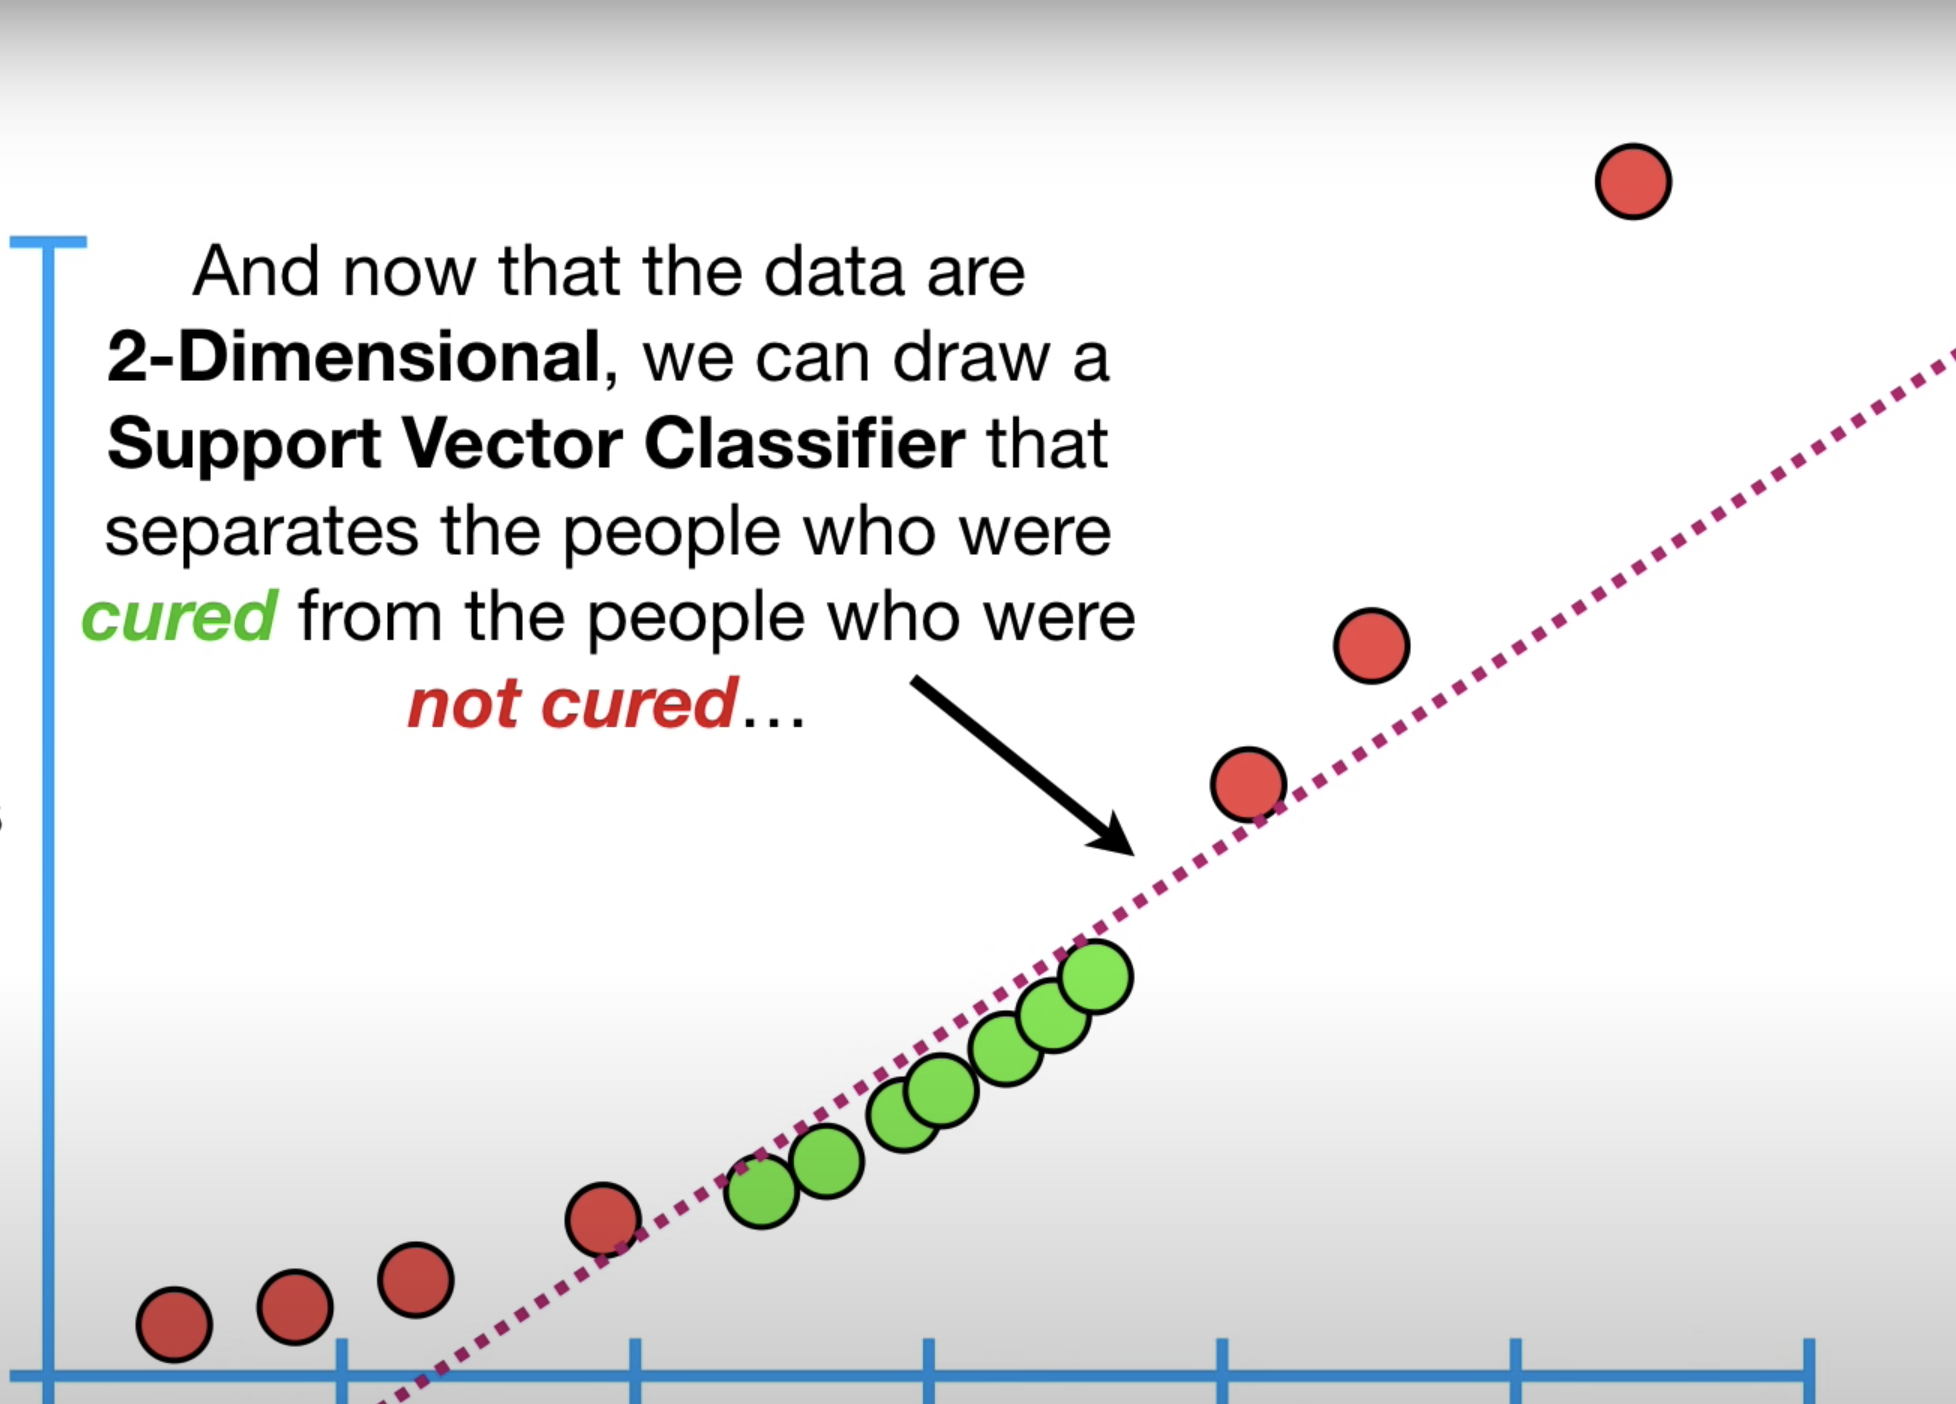 And now that the data are
2-Dimensional, we can draw a
Support Vector Classifier that
separates the people who were
cured from the people who were
not cured…